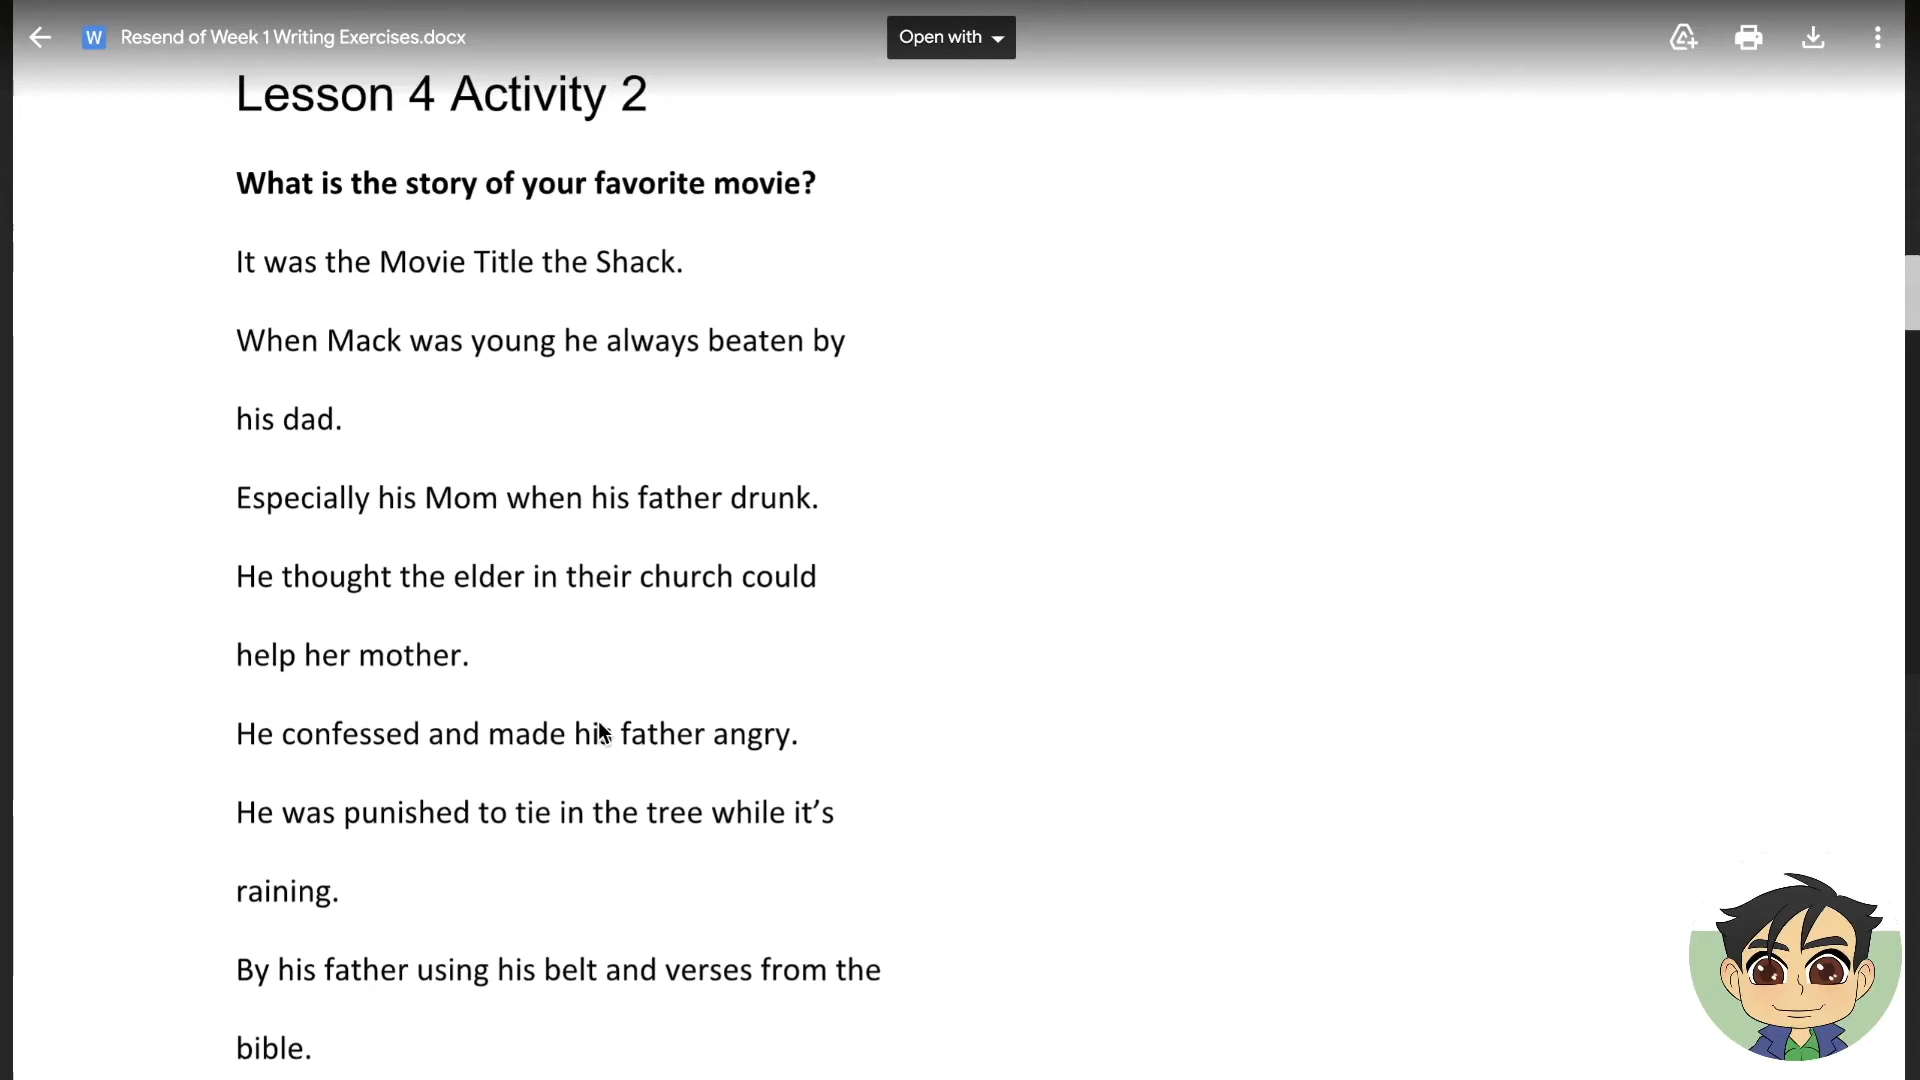 W Resend of Week 1 Writing Exercises.docx Open with
Lesson 4 Activity 2
What is the story of your favorite movie?
It was the Movie Title the Shack.
When Mack was young he always beaten by
his dad.
Especially his Mom when his father drunk.
He thought the elder in their church could
help her mother.
He confessed and made his father angry.
He was punished to tie in the tree while it’s
raining.
By his father using his belt and verses from the
bible.